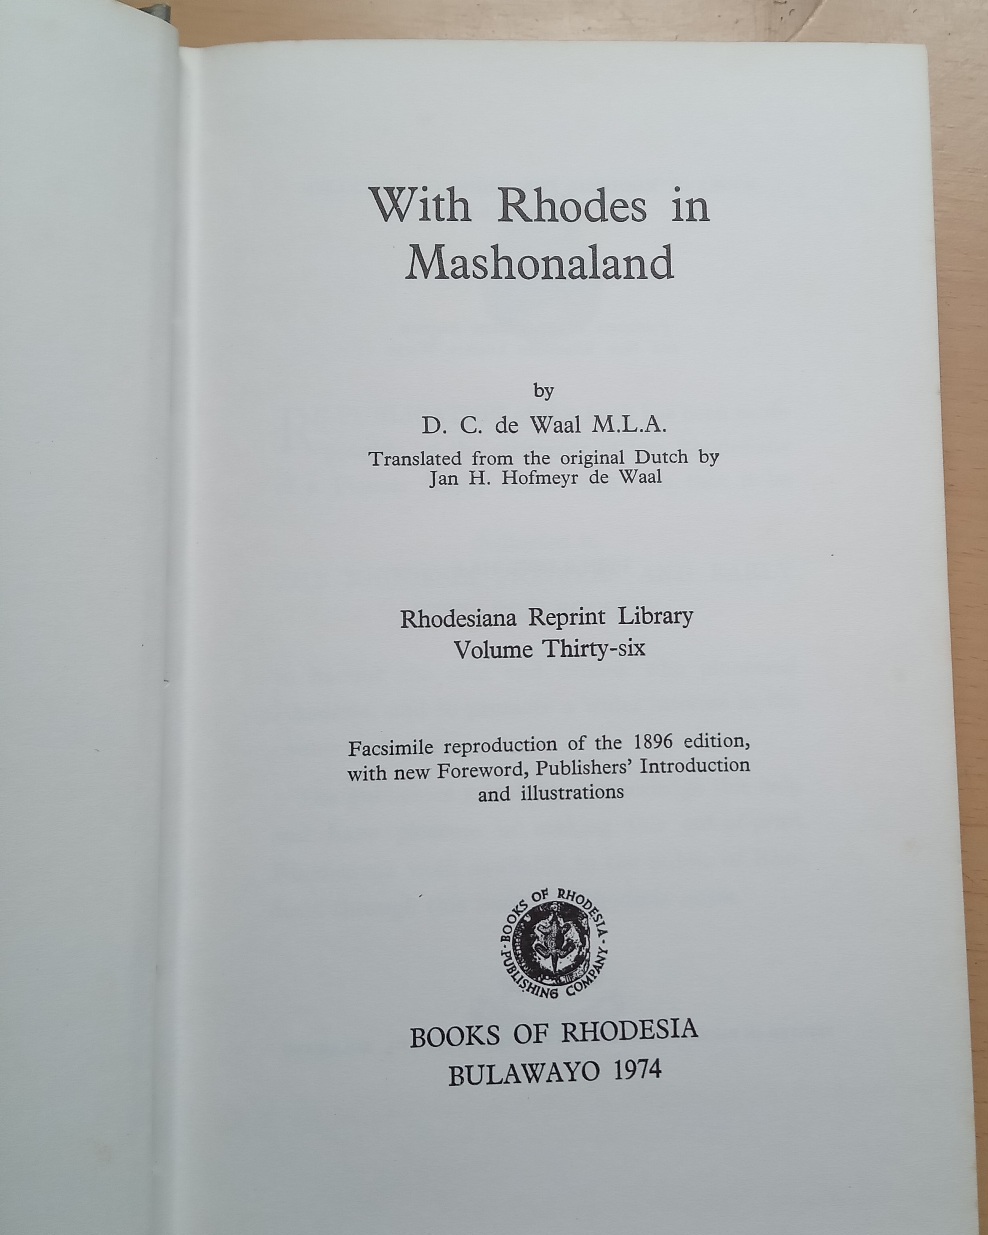 With Rhodes in
Mashonaland
by
D. C. de Waal M.L.A.
Translated from the original Dutch by
Jan H. Hofmeyr de Waal
Rhodesiana Reprint Library
Volume Thirty-six
Facsimile reproduction of the 1896 edition,
with new Foreword, Publishers' Introduction
and illustrations
· BOOKS OF RHODESIA ·
PUBLISHING COMPANY
BOOKS OF RHODESIA
BULAWAYO 1974